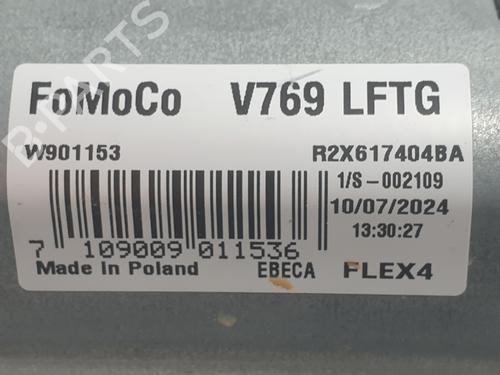 FoMoCo V769 LFTG
W901153 R2X617404BA
1/S-002109
10/07/2024
13:30:27
7 109009 011536
Made In Poland EBECA FLEX4
B-PARTS